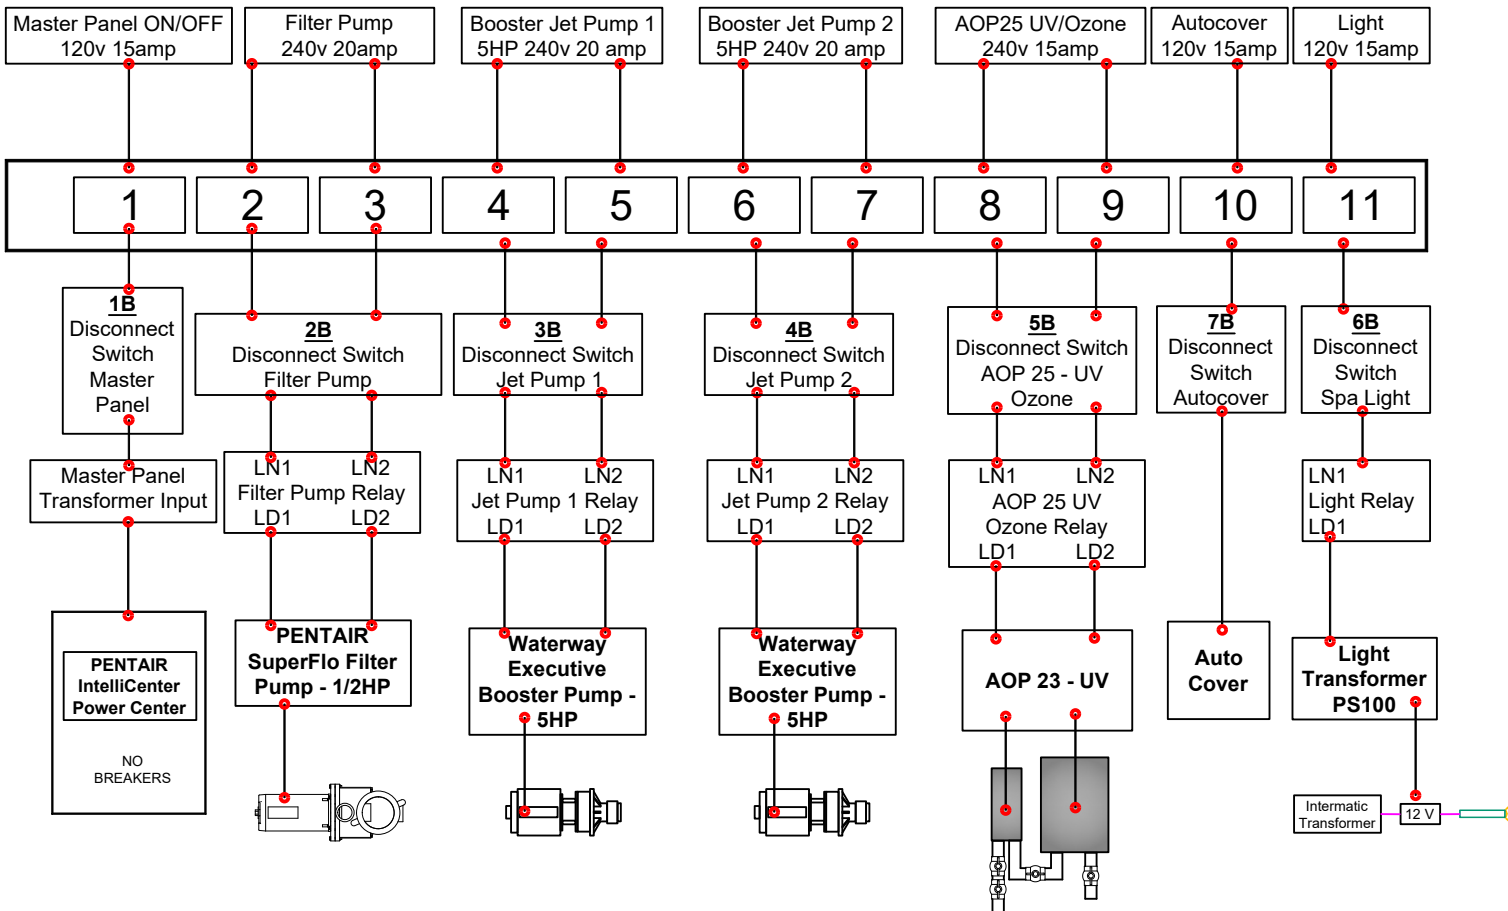 Master Panel ON/OFF
120v 15amp
Filter Pump
240v 20amp
Booster Jet Pump 1
5HP 240v 20 amp
Booster Jet Pump 2
5HP 240v 20 amp
AOP25 UV/Ozone
240v 15amp
Autocover
120v 15amp
Light
120v 15amp
1
2
3
4
5
6
7
8
9
10
11
1B
Disconnect
Switch
Master
Panel
2B
Disconnect Switch
Filter Pump
3B
Disconnect Switch
Jet Pump 1
4B
Disconnect Switch
Jet Pump 2
5B
Disconnect Switch
AOP 25 - UV
Ozone
7B
Disconnect
Switch
Autocover
6B
Disconnect
Switch
Spa Light
Master Panel
Transformer Input
LN1 LN2
Filter Pump Relay
LD1 LD2
LN1 LN2
Jet Pump 1 Relay
LD1 LD2
LN1 LN2
Jet Pump 2 Relay
LD1 LD2
LN1 LN2
AOP 25 UV
Ozone Relay
LD1 LD2
LN1
Light Relay
LD1
PENTAIR
IntelliCenter
Power Center
NO
BREAKERS
PENTAIR
SuperFlo Filter
Pump - 1/2HP
Waterway
Executive
Booster Pump -
5HP
Waterway
Executive
Booster Pump -
5HP
AOP 23 - UV
Auto
Cover
Light
Transformer
PS100
Intermatic
Transformer
12 V